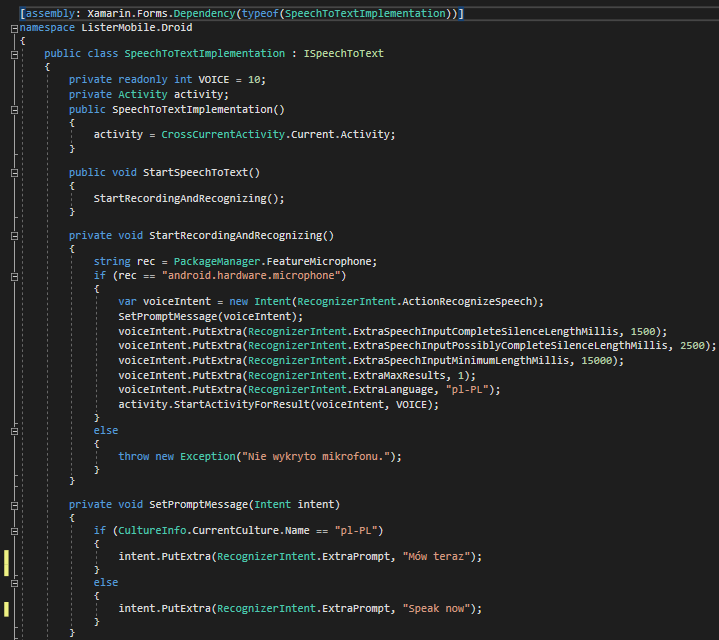 [assembly: Xamarin.Forms.Dependency(typeof(SpeechToTextImplementation))]
namespace ListerMobile.Droid
{
    public class SpeechToTextImplementation : ISpeechToText
    {
        private readonly int VOICE = 10;
        private Activity activity;
        public SpeechToTextImplementation()
        {
            activity = CrossCurrentActivity.Current.Activity;
        }

        public void StartSpeechToText()
        {
            StartRecordingAndRecognizing();
        }

        private void StartRecordingAndRecognizing()
        {
            string rec = PackageManager.FeatureMicrophone;
            if (rec == "android.hardware.microphone")
            {
                var voiceIntent = new Intent(RecognizerIntent.ActionRecognizeSpeech);
                SetPromptMessage(voiceIntent);
                voiceIntent.PutExtra(RecognizerIntent.ExtraSpeechInputCompleteSilenceLengthMillis, 1500);
                voiceIntent.PutExtra(RecognizerIntent.ExtraSpeechInputPossiblyCompleteSilenceLengthMillis, 2500);
                voiceIntent.PutExtra(RecognizerIntent.ExtraSpeechInputMinimumLengthMillis, 15000);
                voiceIntent.PutExtra(RecognizerIntent.ExtraMaxResults, 1);
                voiceIntent.PutExtra(RecognizerIntent.ExtraLanguage, "pl-PL");
                activity.StartActivityForResult(voiceIntent, VOICE);
            }
            else
            {
                throw new Exception("Nie wykryto mikrofonu.");
            }
        }

        private void SetPromptMessage(Intent intent)
        {
            if (CultureInfo.CurrentCulture.Name == "pl-PL")
            {
                intent.PutExtra(RecognizerIntent.ExtraPrompt, "Mów teraz");
            }
            else
            {
                intent.PutExtra(RecognizerIntent.ExtraPrompt, "Speak now");
            }
        }